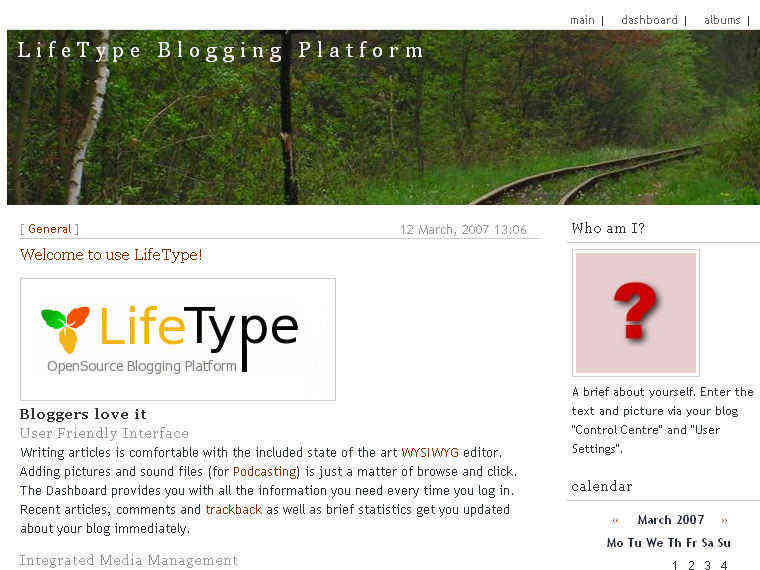 main | dashboard | albums |
LifeType Blogging Platform
[ General ]
12 March, 2007 13:06
Welcome to use LifeType!
LifeType
OpenSource Blogging Platform
Bloggers love it
User Friendly Interface
Writing articles is comfortable with the included state of the art WYSIWYG editor.
Adding pictures and sound files (for Podcasting) is just a matter of browse and click.
The Dashboard provides you with all the information you need every time you log in.
Recent articles, comments and trackback as well as brief statistics get you updated
about your blog immediately.
Integrated Media Management
Who am I?
?
A brief about yourself. Enter the
text and picture via your blog
"Control Centre" and "User
Settings".
calendar
« March 2007 »
Mo Tu We Th Fr Sa Su
1 2 3 4